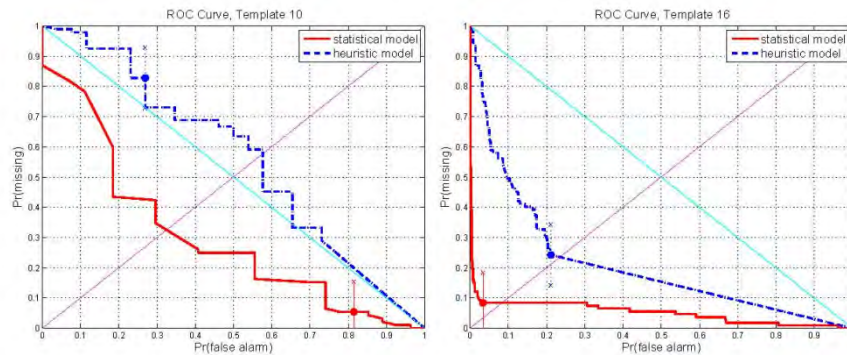 ROC Curve, Template 10
statistical model
heuristic model
1
0.9
0.8
0.7
0.6
0.5
0.4
0.3
0.2
0.1
0
Pr(missing)
0 0.1 0.2 0.3 0.4 0.5 0.6 0.7 0.8 0.9 1
Pr(false alarm)
ROC Curve, Template 16
statistical model
heuristic model
1
0.9
0.8
0.7
0.6
0.5
0.4
0.3
0.2
0.1
0
Pr(missing)
0 0.1 0.2 0.3 0.4 0.5 0.6 0.7 0.8 0.9
Pr(false alarm)